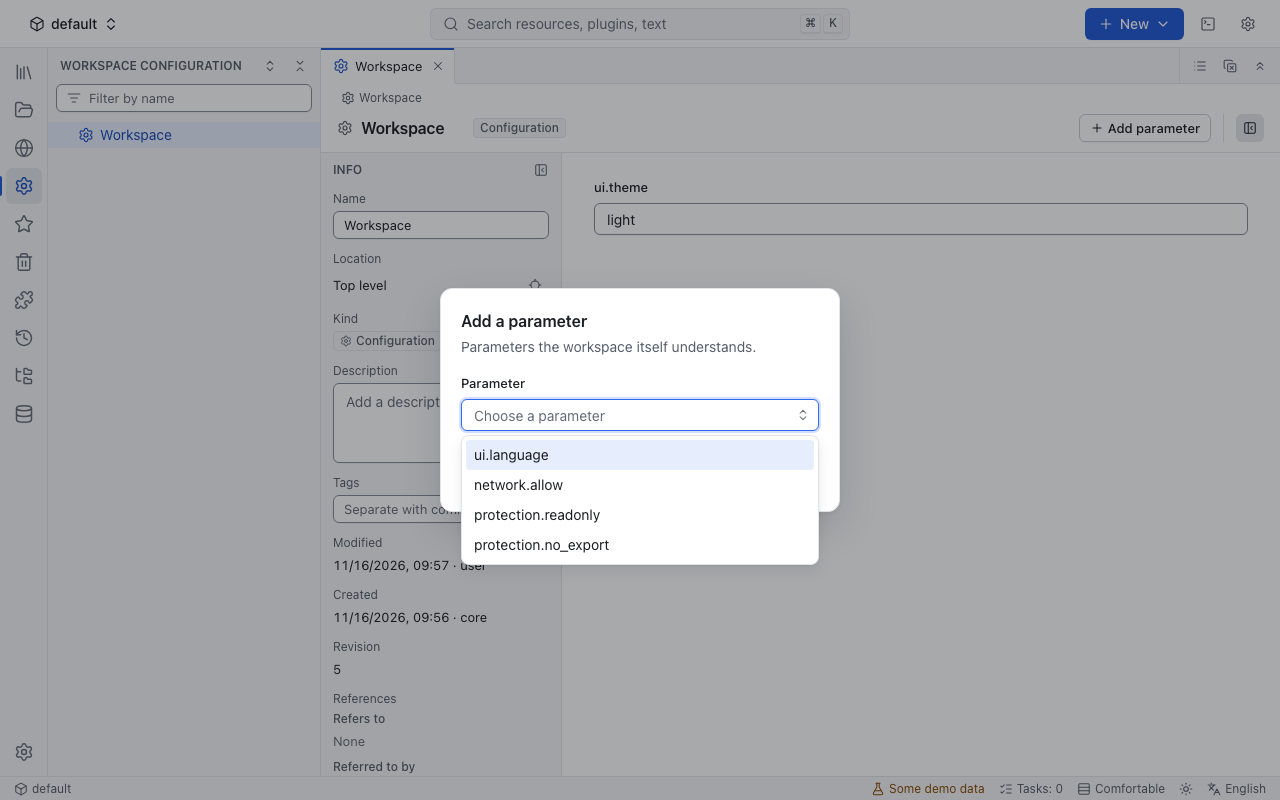 default
Search resources, plugins, text
⌘ K
New
WORKSPACE CONFIGURATION
Filter by name
Workspace
Workspace
Workspace
Workspace
Configuration
Add parameter
INFO
Name
Workspace
Location
Top level
Kind
Configuration
Description
Add a descript
Tags
Separate with com
Modified
11/16/2026, 09:57 · user
Created
11/16/2026, 09:56 · core
Revision
5
References
Refers to
None
Referred to by
ui.theme
light
Add a parameter
Parameters the workspace itself understands.
Parameter
Choose a parameter
ui.language
network.allow
protection.readonly
protection.no_export
default
Some demo data
Tasks: 0
Comfortable
English